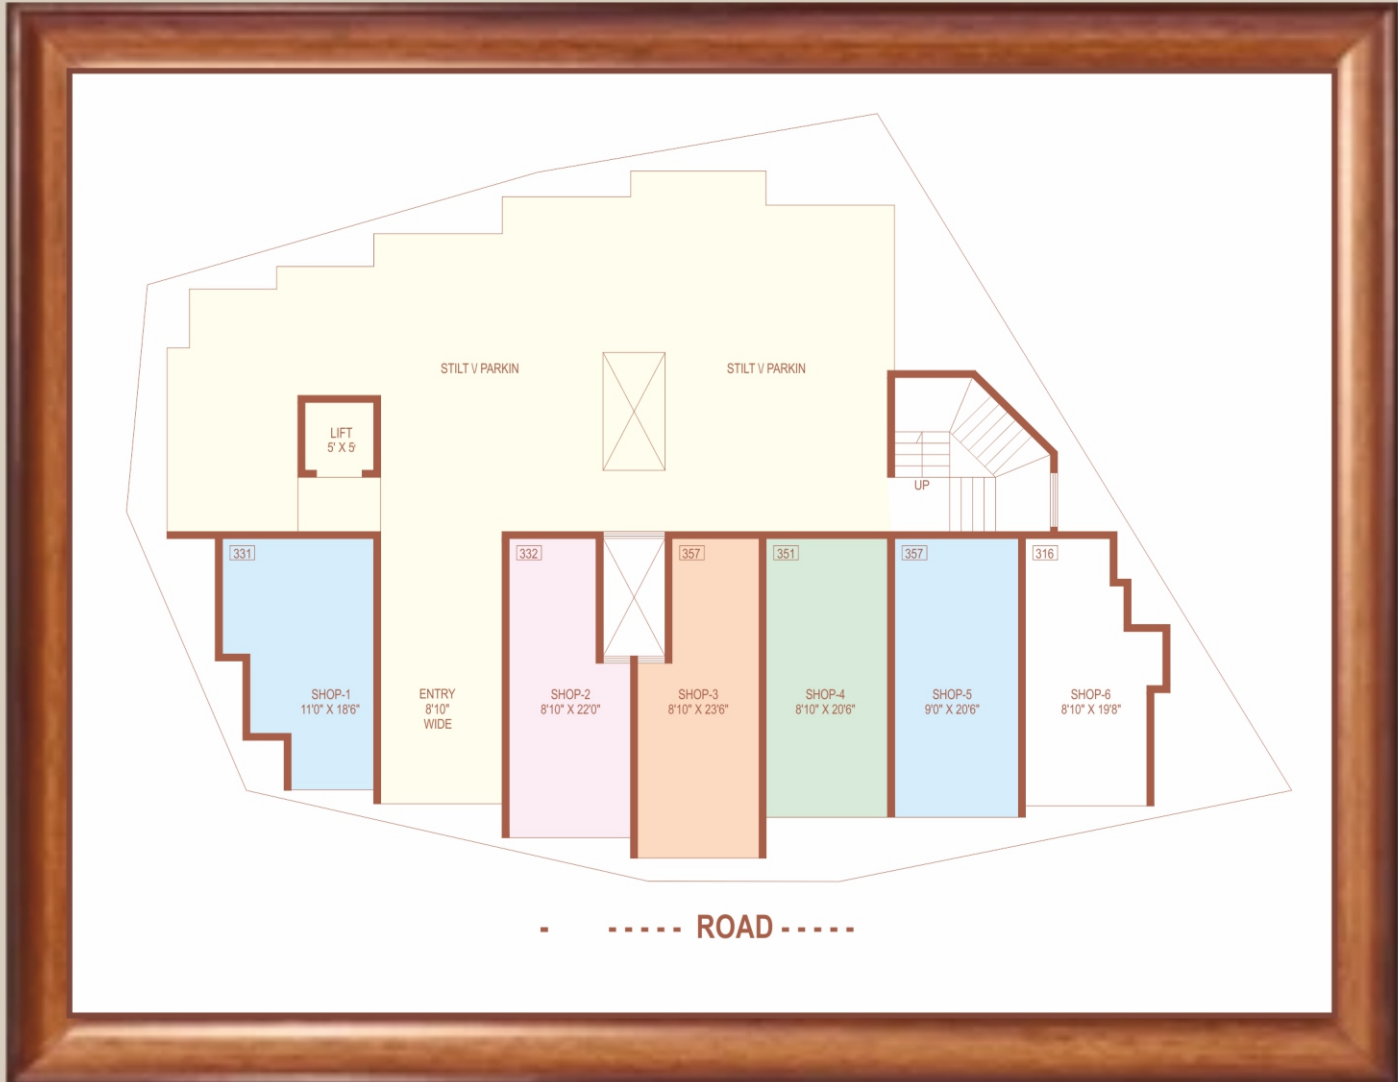 STILT \/ PARKIN
STILT \/ PARKIN
LIFT
5' X 5'
UP
331
332
357
351
357
316
SHOP-1
11'0" X 18'6"
ENTRY
8'10"
WIDE
SHOP-2
8'10" X 22'0"
SHOP-3
8'10" X 23'6"
SHOP-4
8'10" X 20'6"
SHOP-5
9'0" X 20'6"
SHOP-6
8'10" X 19'8"
- ----- ROAD -----